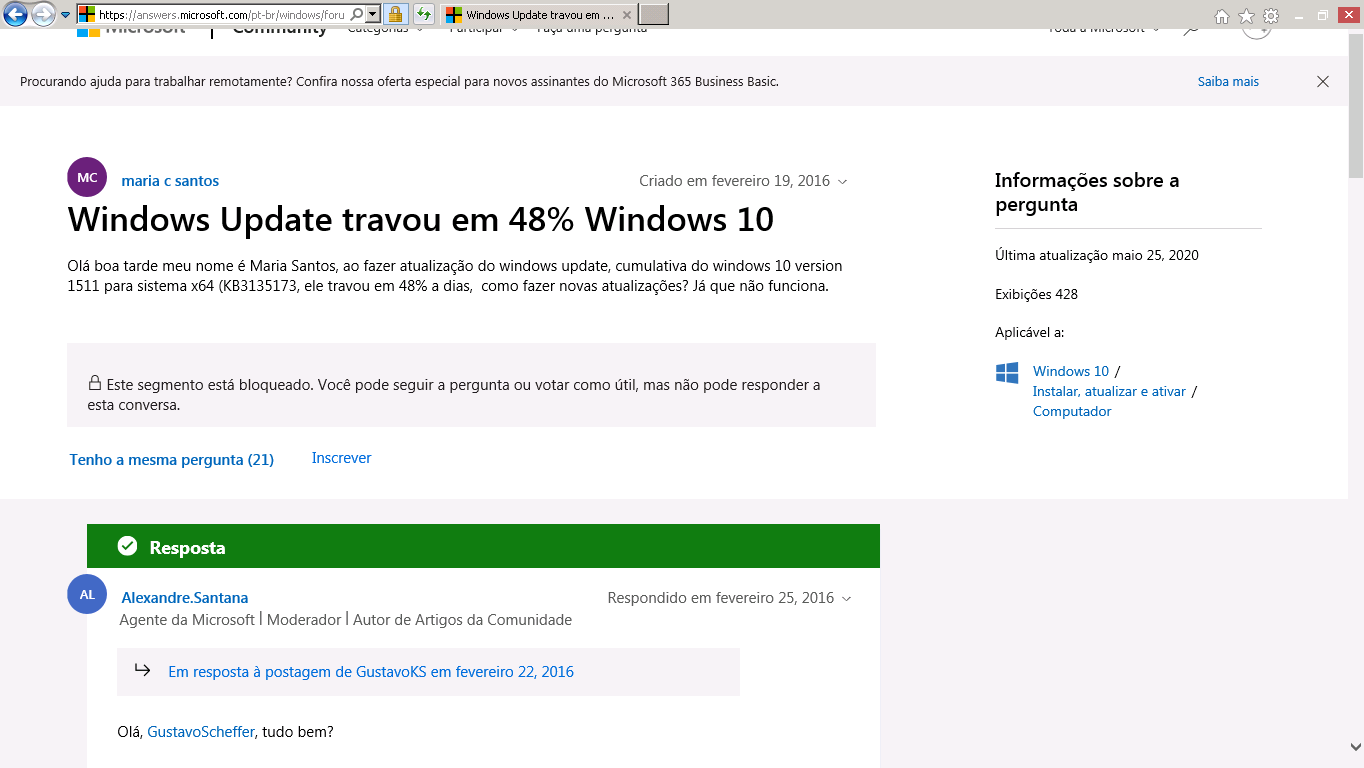 https://answers.microsoft.com/pt-br/windows/foru
Windows Update travou em ...
Microsoft
Community
Categorias
Participar
Faça uma pergunta
Toda a Microsoft
Procurando ajuda para trabalhar remotamente? Confira nossa oferta especial para novos assinantes do Microsoft 365 Business Basic.
Saiba mais
MC
maria c santos
Criado em fevereiro 19, 2016
Windows Update travou em 48% Windows 10
Olá boa tarde meu nome é Maria Santos, ao fazer atualização do windows update, cumulativa do windows 10 version
1511 para sistema x64 (KB3135173, ele travou em 48% a dias,  como fazer novas atualizações? Já que não funciona.
Este segmento está bloqueado. Você pode seguir a pergunta ou votar como útil, mas não pode responder a
esta conversa.
Tenho a mesma pergunta (21)
Inscrever
Informações sobre a
pergunta
Última atualização maio 25, 2020
Exibições 428
Aplicável a:
Windows 10 /
Instalar, atualizar e ativar /
Computador
Resposta
AL
Alexandre.Santana
Respondido em fevereiro 25, 2016
Agente da Microsoft | Moderador | Autor de Artigos da Comunidade
Em resposta à postagem de GustavoKS em fevereiro 22, 2016
Olá, GustavoScheffer, tudo bem?